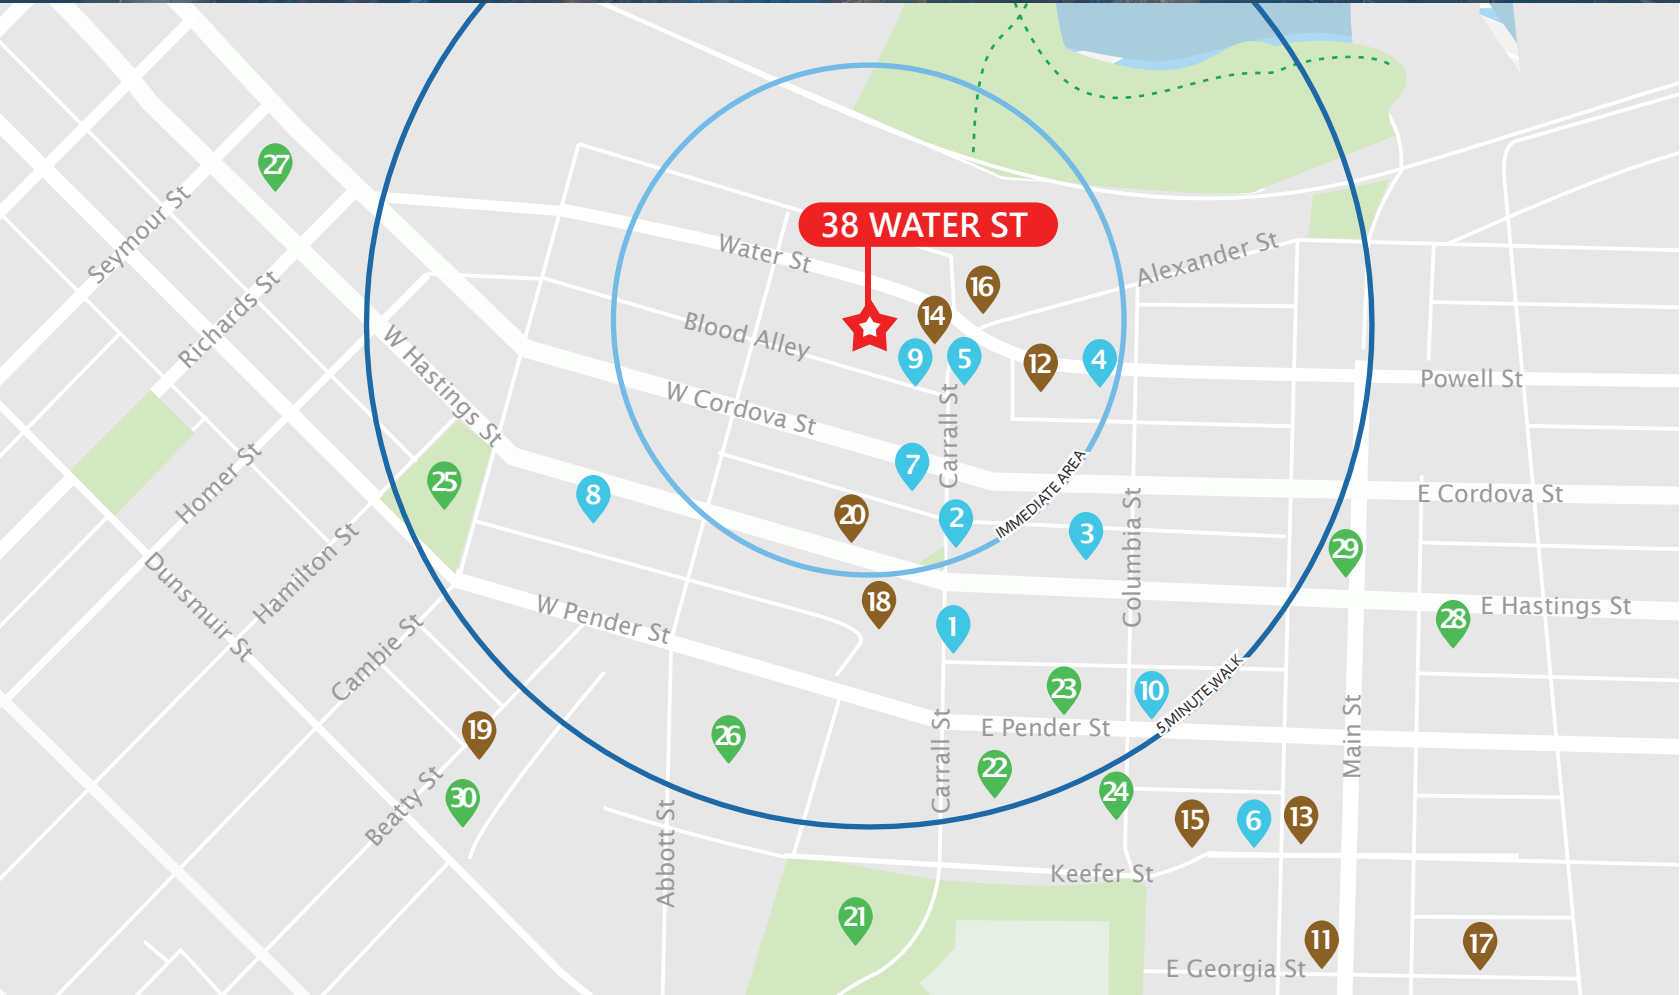 27
Seymour St
38 WATER ST
Water St
Alexander St
16
Richards St
Blood Alley
14
W Hastings St
9
5
12
4
Powell St
W Cordova St
Carrall St
7
Homer St
25
8
20
2
IMMEDIATE AREA
3
Columbia St
E Cordova St
29
Hamilton St
Dunsmuir St
W Pender St
18
1
E Hastings St
28
Cambie St
23
10
5 MINUTE WALK
19
26
E Pender St
Main St
22
Carrall St
24
30
Beatty St
Abbott St
15
6
13
Keefer St
21
11
17
E Georgia St